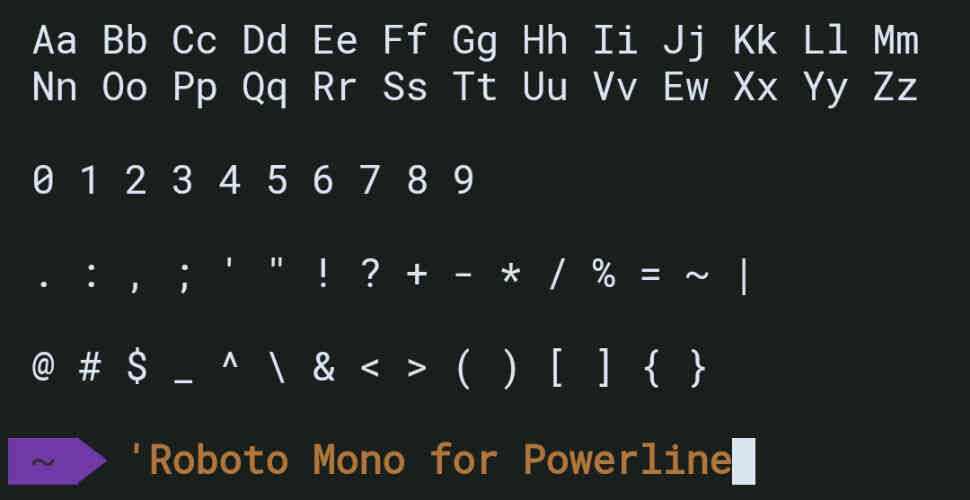 Aa Bb Cc Dd Ee Ff Gg Hh Ii Jj Kk Ll Mm
Nn Oo Pp Qq Rr Ss Tt Uu Vv Ew Xx Yy Zz
0 1 2 3 4 5 6 7 8 9
. : , ; ' " ! ? + - * / % = ~ |
@ # $ _ ^ \ & < > ( ) [ ] { }
~ 'Roboto Mono for Powerline